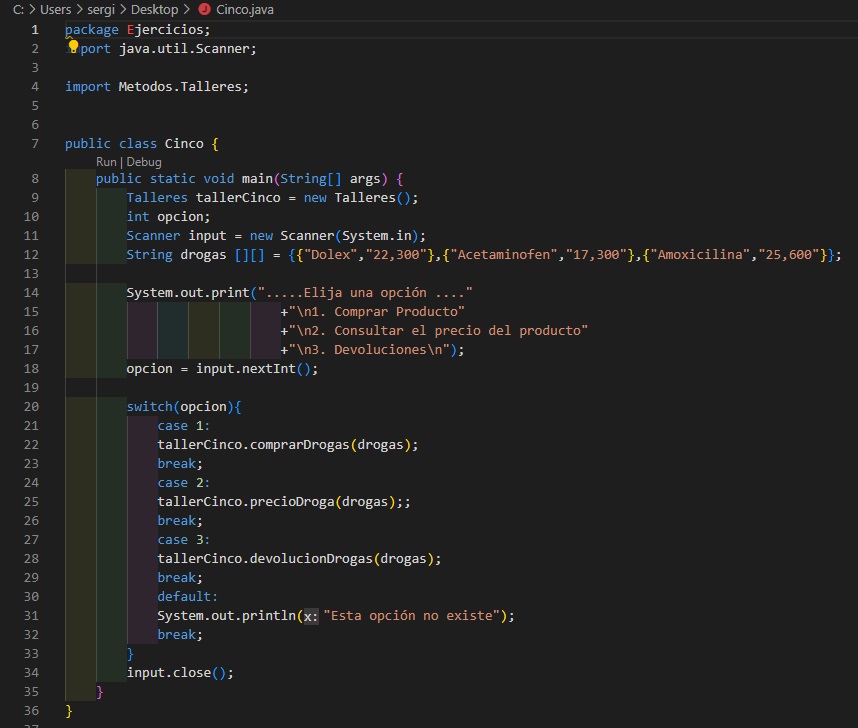 C: > Users > sergi > Desktop > Cinco.java
1 package Ejercicios;
2 import java.util.Scanner;
3
4 import Metodos.Talleres;
5
6
7 public class Cinco {
Run | Debug
8 public static void main(String[] args) {
9 Talleres tallerCinco = new Talleres();
10 int opcion;
11 Scanner input = new Scanner(System.in);
12 String drogas [][] = {{"Dolex","22,300"},{"Acetaminofen","17,300"},{"Amoxicilina","25,600"}};
13
14 System.out.print(".....Elija una opción ...."
15 +"\n1. Comprar Producto"
16 +"\n2. Consultar el precio del producto"
17 +"\n3. Devoluciones\n");
18 opcion = input.nextInt();
19
20 switch(opcion){
21 case 1:
22 tallerCinco.comprarDrogas(drogas);
23 break;
24 case 2:
25 tallerCinco.precioDroga(drogas);;
26 break;
27 case 3:
28 tallerCinco.devolucionDrogas(drogas);
29 break;
30 default:
31 System.out.println(x: "Esta opción no existe");
32 break;
33 }
34 input.close();
35 }
36 }
37